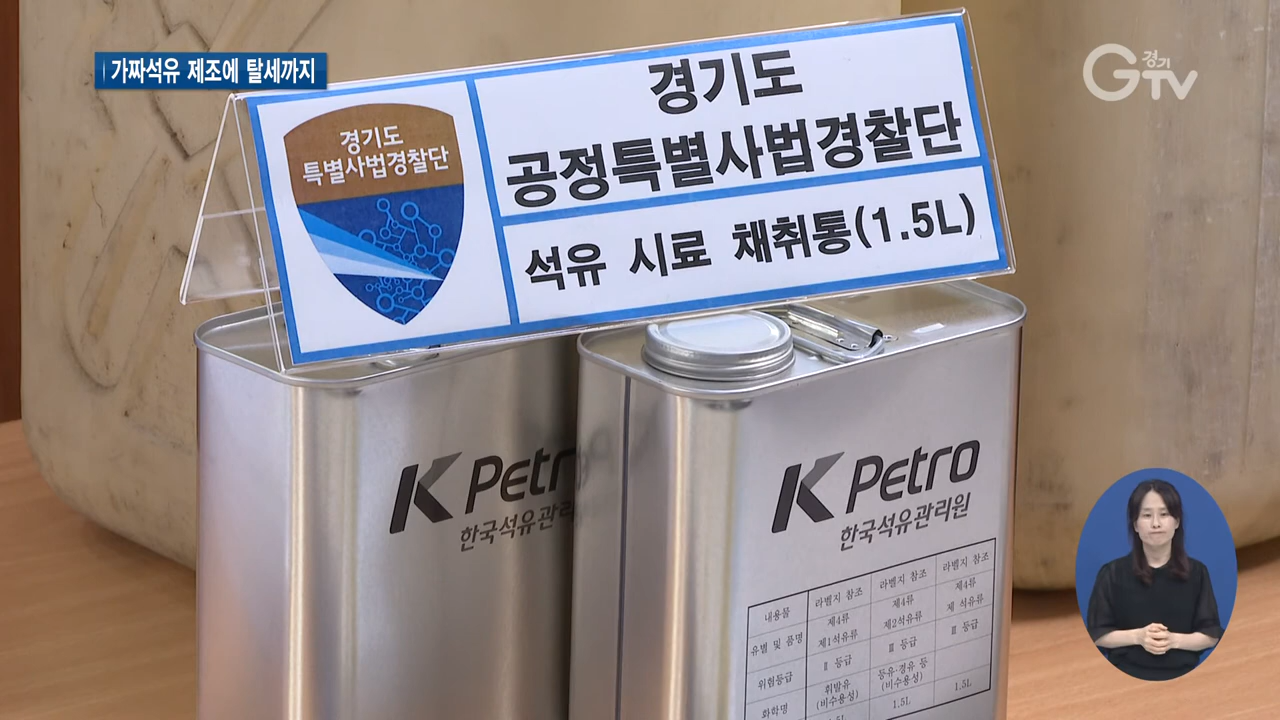 가짜석유 제조에 탈세까지
G경기TV
경기도
특별사법경찰단
경기도
공정특별사법경찰단
석유 시료 채취통(1.5L)
K Petr
한국석유관리
K Petro
한국석유관리원
내용물 라벨지 참조 라벨지 참조 라벨지 참조
유별 및 품명 제4류 제1석유류 제4류 제2석유류 제4류 제 석유류
위험등급 Ⅱ 등급 Ⅲ 등급 Ⅲ 등급
화학명 휘발유 (비수용성) 등유·경유 등 (비수용성)
1.5L 1.5L 1.5L